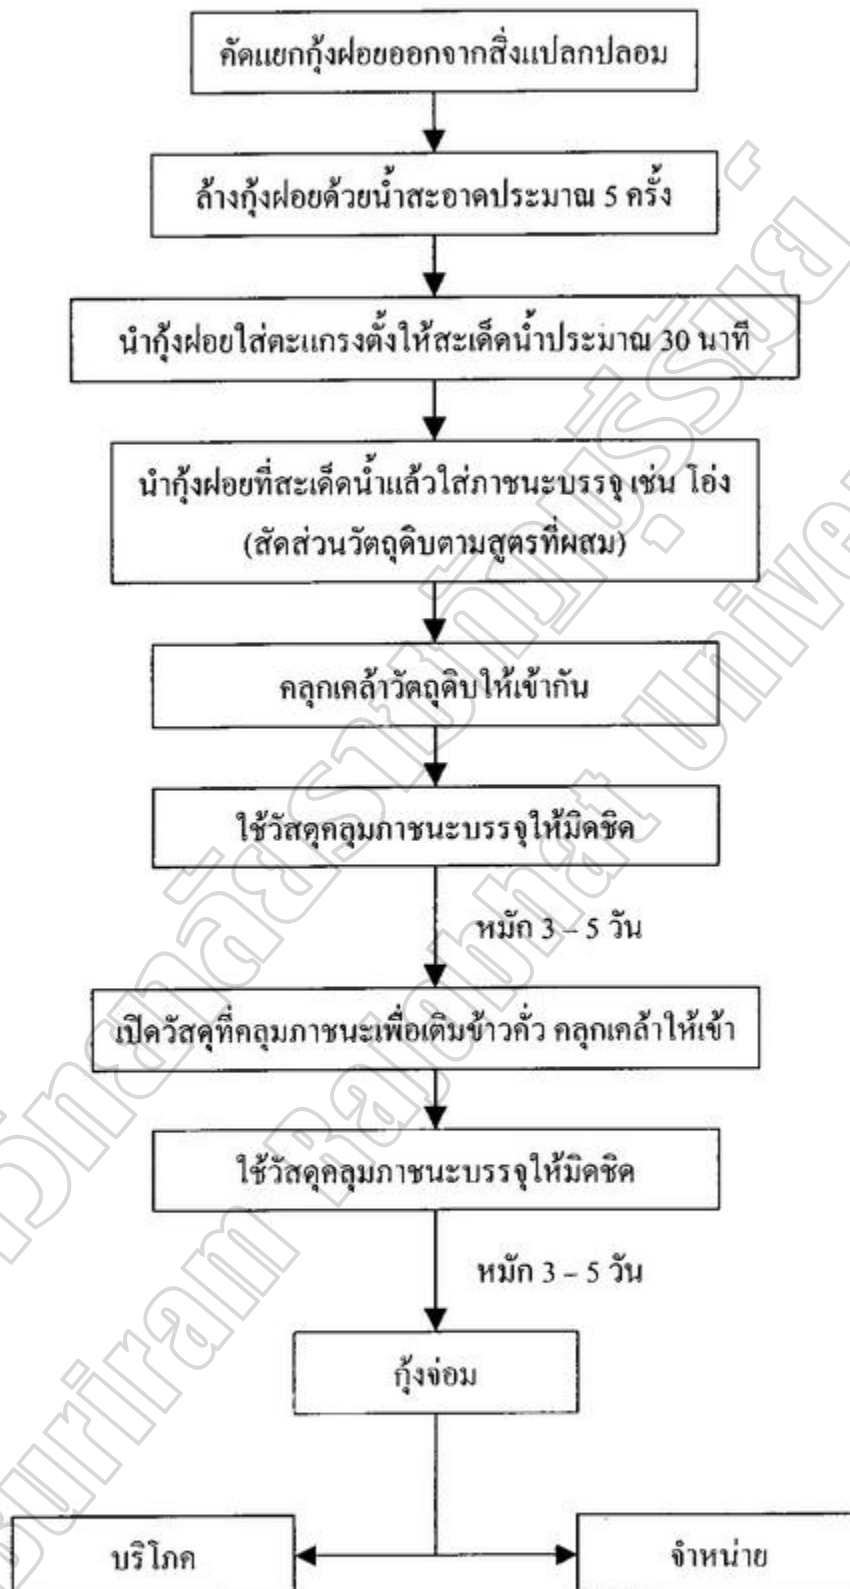 คัดแยกกุ้งฝอยออกจากสิ่งแปลกปลอม
ล้างกุ้งฝอยด้วยน้ำสะอาดประมาณ 5 ครั้ง
นำกุ้งฝอยใส่ตะแกรงตั้งให้สะเด็ดน้ำประมาณ 30 นาที
นำกุ้งฝอยที่สะเด็ดน้ำแล้วใส่ภาชนะบรรจุ เช่น โอ่ง
(สัดส่วนวัตถุดิบตามสูตรที่ผสม)
คลุกเคล้าวัตถุดิบให้เข้ากัน
ใช้วัสดุคลุมภาชนะบรรจุให้มิดชิด
หมัก 3 – 5 วัน
เปิดวัสดุที่คลุมภาชนะเพื่อเติมข้าวคั่ว คลุกเคล้าให้เข้า
ใช้วัสดุคลุมภาชนะบรรจุให้มิดชิด
หมัก 3 – 5 วัน
กุ้งจ่อม
บริโภค
จำหน่าย
Buriram Rajabhat